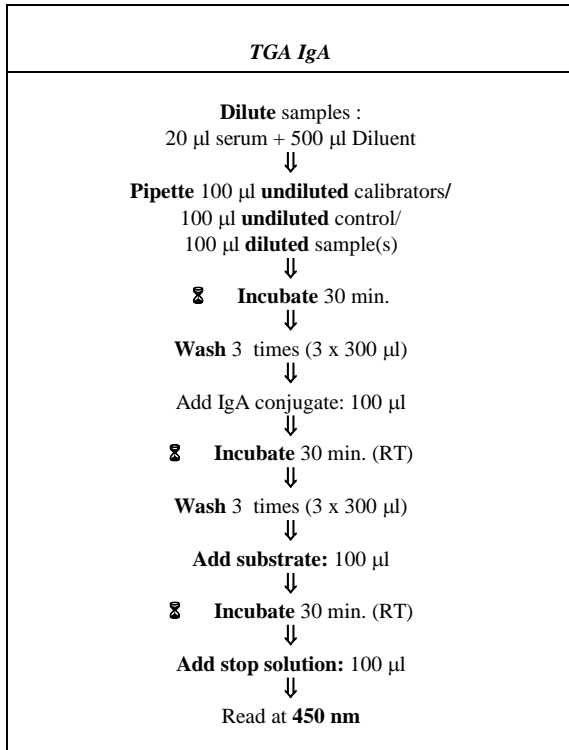 TGA IgA
Dilute samples :
20 µl serum + 500 µl Diluent
⇓
Pipette 100 µl undiluted calibrators/
100 µl undiluted control/
100 µl diluted sample(s)
⇓
⌛ Incubate 30 min.
⇓
Wash 3 times (3 x 300 µl)
⇓
Add IgA conjugate: 100 µl
⇓
⌛ Incubate 30 min. (RT)
⇓
Wash 3 times (3 x 300 µl)
⇓
Add substrate: 100 µl
⇓
⌛ Incubate 30 min. (RT)
⇓
Add stop solution: 100 µl
⇓
Read at 450 nm